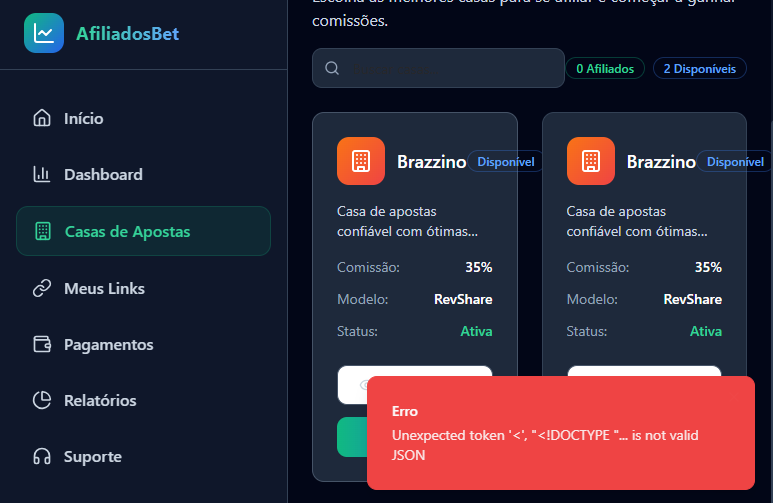 AfiliadosBet
Início
Dashboard
Casas de Apostas
Meus Links
Pagamentos
Relatórios
Suporte
comissões.
0 Afiliados
2 Disponíveis
Brazzino
Disponível
Casa de apostas
confiável com ótimas...
Comissão: 35%
Modelo: RevShare
Status: Ativa
Brazzino
Disponível
Casa de apostas
confiável com ótimas...
Comissão: 35%
Modelo: RevShare
Status: Ativa
Erro
Unexpected token '<', "<!DOCTYPE "... is not valid
JSON